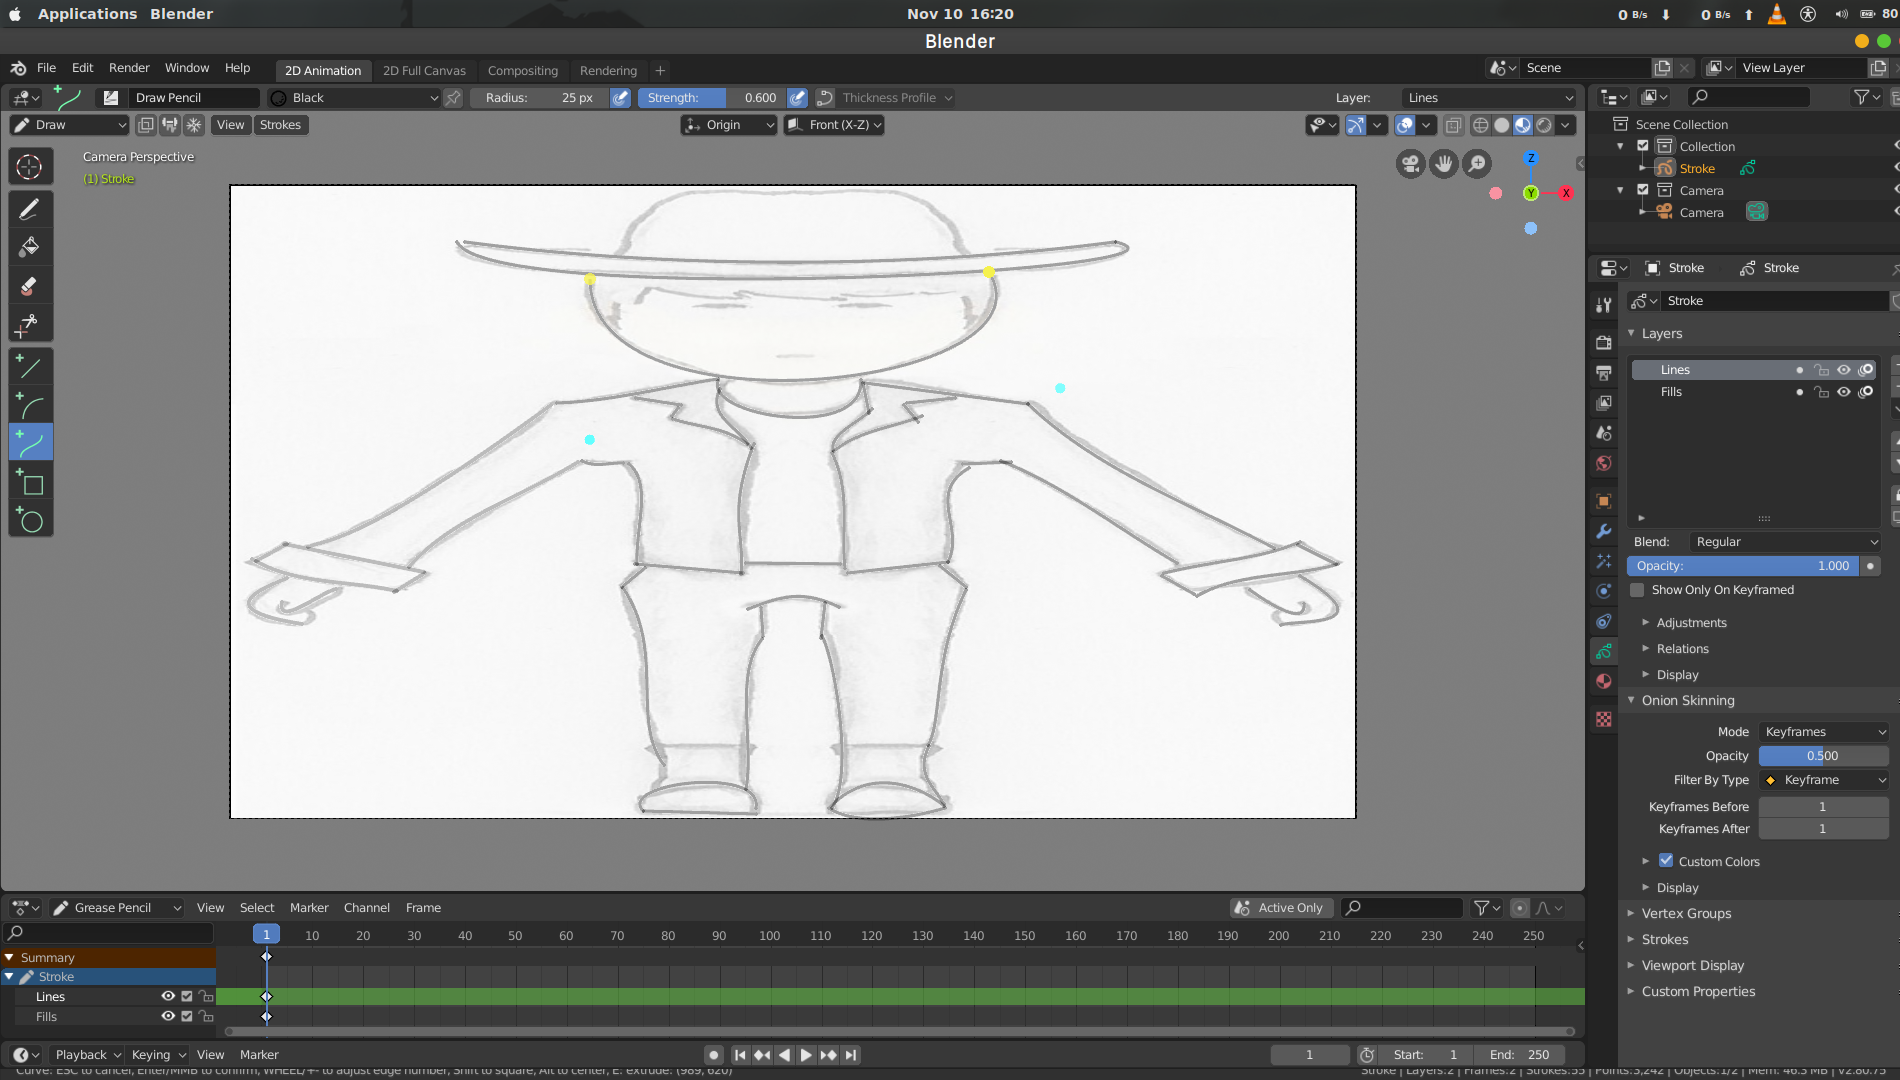 Applications Blender Nov 10 16:20 0 B/s 0 B/s 80
Blender
File Edit Render Window Help 2D Animation 2D Full Canvas Compositing Rendering + Scene View Layer
Draw Pencil Black Radius: 25 px Strength: 0.600 Thickness Profile Layer: Lines
Draw View Strokes Origin Front (X-Z)
Camera Perspective
(1) Stroke
Z
Y
X
Scene Collection
Collection
Stroke
Camera
Camera
Stroke Stroke
Stroke
Layers
Lines
Fills
Blend: Regular
Opacity: 1.000
Show Only On Keyframed
Adjustments
Relations
Display
Onion Skinning
Mode Keyframes
Opacity 0.500
Filter By Type Keyframe
Keyframes Before 1
Keyframes After 1
Custom Colors
Display
Vertex Groups
Strokes
Viewport Display
Custom Properties
Grease Pencil View Select Marker Channel Frame Active Only
1 10 20 30 40 50 60 70 80 90 100 110 120 130 140 150 160 170 180 190 200 210 220 230 240 250
Summary
Stroke
Lines
Fills
Playback Keying View Marker 1 Start: 1 End: 250
Curve: ESC to cancel, Enter/MMB to confirm, WHEEL/+- to adjust edge number, Shift to square, Alt to center, E: extrude: (989, 620) Stroke | Layers:2 | Frames:2 | Strokes:55 | Points:3,242 | Objects:1/2 | Mem: 46.3 MB | v2.80.75